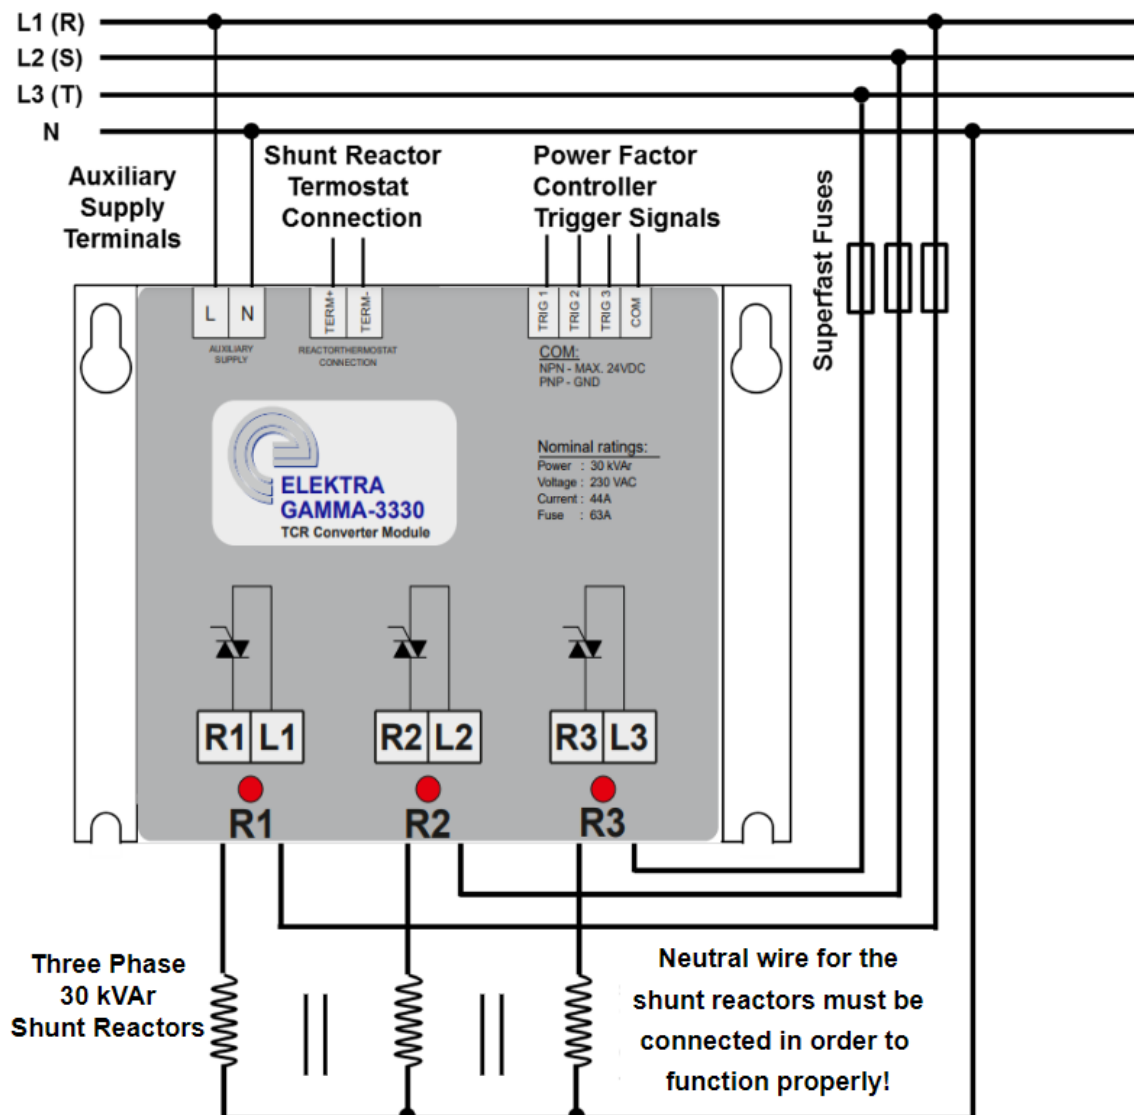 L1 (R)
L2 (S)
L3 (T)
N
Auxiliary
Supply
Terminals
Shunt Reactor
Termostat
Connection
Power Factor
Controller
Trigger Signals
Superfast Fuses
L N
AUXILIARY
SUPPLY
TERM+ TERM-
REACTORTHERMOSTAT
CONNECTION
TRIG 1 TRIG 2 TRIG 3 COM
COM:
NPN - MAX. 24VDC
PNP - GND
ELEKTRA
GAMMA-3330
TCR Converter Module
Nominal ratings:
Power : 30 kVAr
Voltage : 230 VAC
Current : 44A
Fuse : 63A
R1 L1
R2 L2
R3 L3
R1
R2
R3
Three Phase
30 kVAr
Shunt Reactors
Neutral wire for the
shunt reactors must be
connected in order to
function properly!